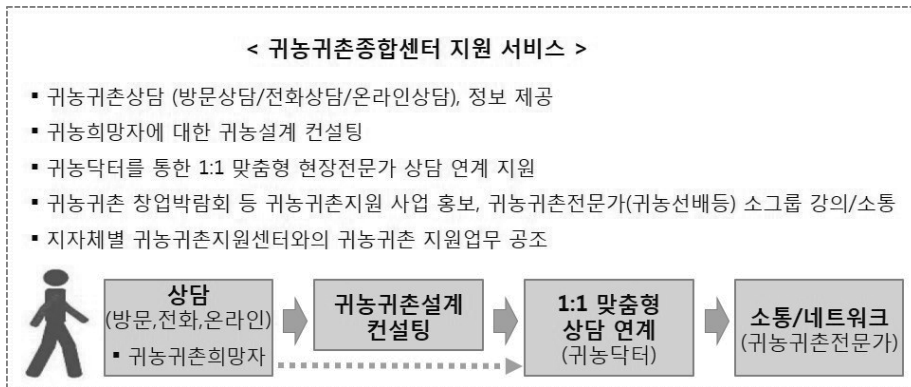 < 귀농귀촌종합센터 지원 서비스 >
▪ 귀농귀촌상담 (방문상담/전화상담/온라인상담), 정보 제공
▪ 귀농희망자에 대한 귀농설계 컨설팅
▪ 귀농닥터를 통한 1:1 맞춤형 현장전문가 상담 연계 지원
▪ 귀농귀촌 창업박람회 등 귀농귀촌지원 사업 홍보, 귀농귀촌전문가(귀농선배등) 소그룹 강의/소통
▪ 지자체별 귀농귀촌지원센터와의 귀농귀촌 지원업무 공조
상담
(방문,전화,온라인)
▪ 귀농귀촌희망자
귀농귀촌설계
컨설팅
1:1 맞춤형
상담 연계
(귀농닥터)
소통/네트워크
(귀농귀촌전문가)